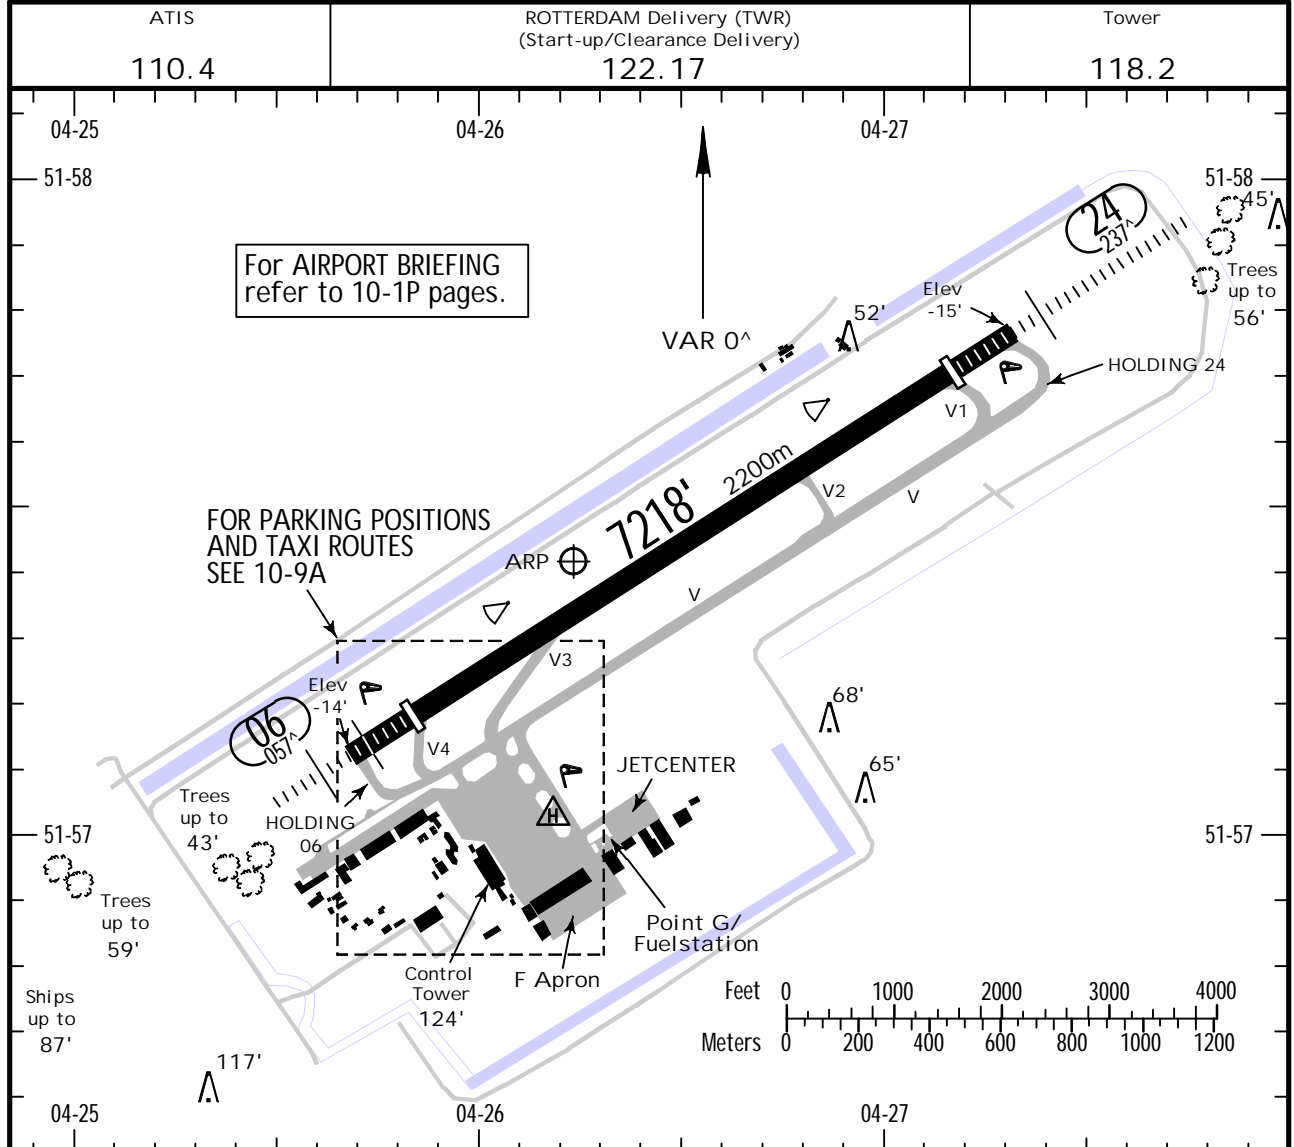 ATIS
110.4
ROTTERDAM Delivery (TWR)
(Start-up/Clearance Delivery)
122.17
Tower
118.2
04-25
04-26
04-27
51-58
51-58
45'
24
237^
Trees
up to
56'
For AIRPORT BRIEFING
refer to 10-1P pages.
VAR 0^
52'
Elev
-15'
HOLDING 24
V1
V2
V
2200m
7218'
FOR PARKING POSITIONS
AND TAXI ROUTES
SEE 10-9A
ARP
V
V3
Elev
-14'
06
057^
V4
68'
65'
JETCENTER
H
Trees
up to
43'
HOLDING
06
51-57
51-57
Trees
up to
59'
Point G/
Fuelstation
Control
Tower
124'
F Apron
Ships
up to
87'
117'
Feet 0 1000 2000 3000 4000
Meters 0 200 400 600 800 1000 1200
04-25
04-26
04-27